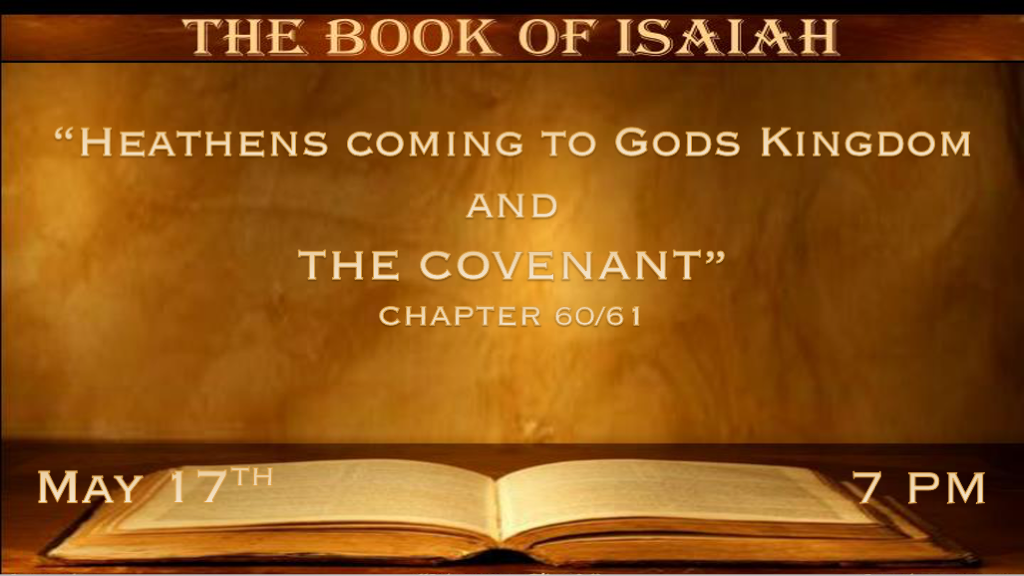 THE BOOK OF ISAIAH
“HEATHENS COMING TO GODS KINGDOM
AND
THE COVENANT”
CHAPTER 60/61
MAY 17TH
7 PM